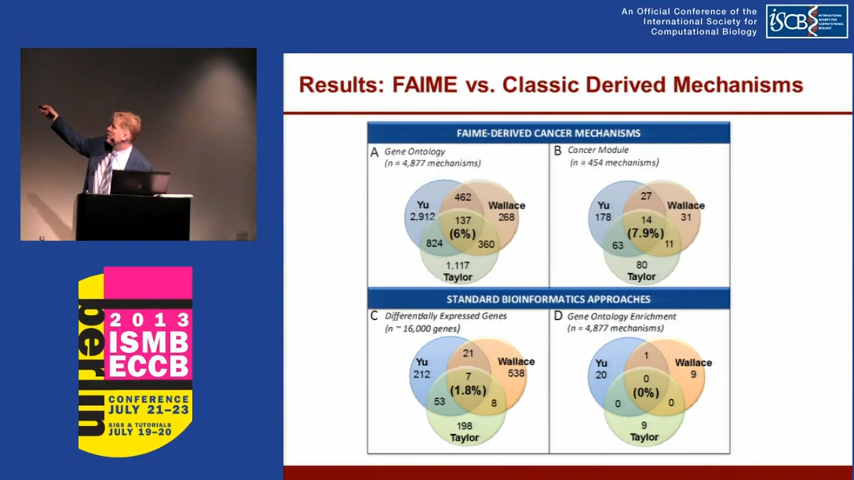 An Official Conference of the
International Society for
Computational Biology
ISCB
INTERNATIONAL
SOCIETY FOR
COMPUTATIONAL
BIOLOGY
Results: FAIME vs. Classic Derived Mechanisms
FAIME-DERIVED CANCER MECHANISMS
A Gene Ontology
(n = 4,877 mechanisms)
Yu
2,912
462
Wallace
268
137
(6%)
824
360
1,117
Taylor
B Cancer Module
(n = 454 mechanisms)
Yu
178
27
Wallace
31
14
(7.9%)
63
11
80
Taylor
STANDARD BIOINFORMATICS APPROACHES
C Differentially Expressed Genes
(n ~ 16,000 genes)
Yu
212
21
Wallace
538
7
(1.8%)
53
8
198
Taylor
D Gene Ontology Enrichment
(n = 4,877 mechanisms)
Yu
20
1
Wallace
9
0
(0%)
0
0
9
Taylor
berlin
2013
ISMB
ECCB
CONFERENCE
JULY 21–23
SIGS & TUTORIALS
JULY 19–20